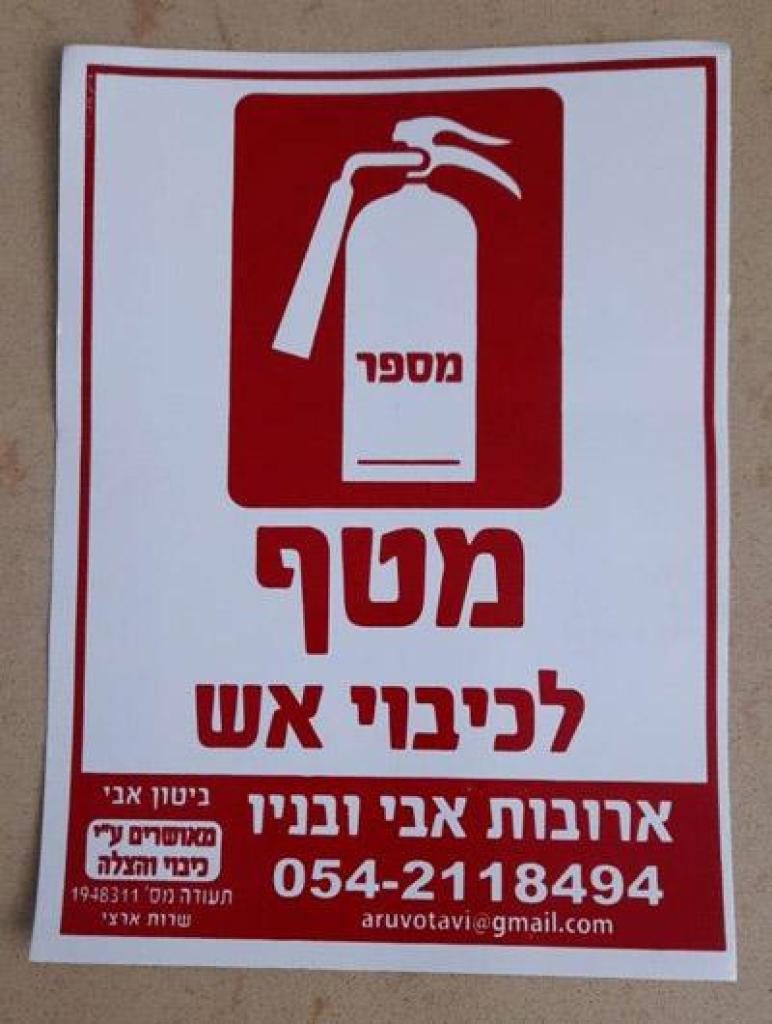 מספר
מטף
לכיבוי אש
ארובות אבי ובניו
054-2118494
aruvotavi@gmail.com
ביטון אבי
מאושרים ע"י
כיבוי והצלה
תעודה מס' 1948311
שרות ארצי